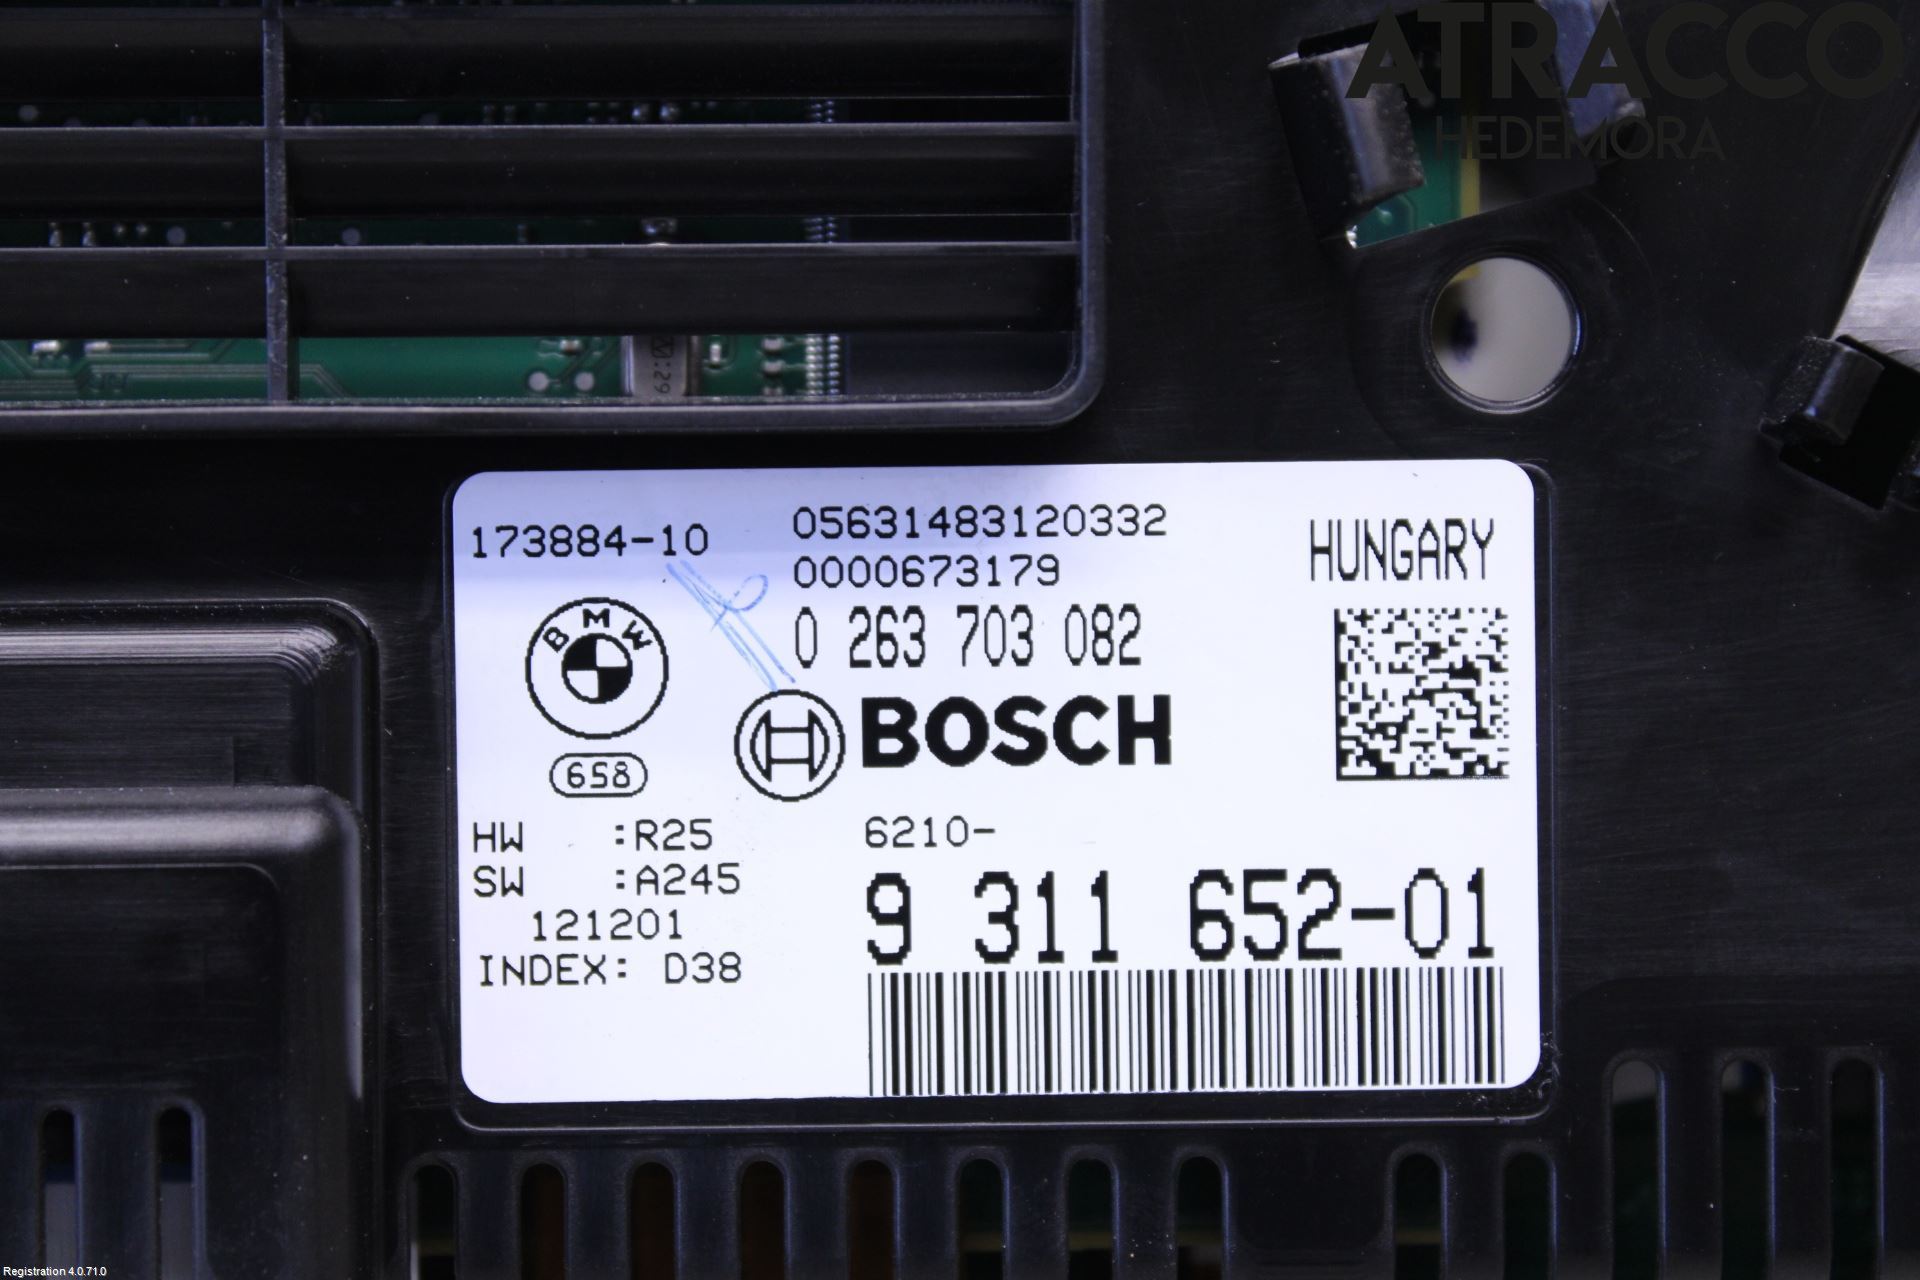 ATRACCO
HEDEMORA
N:29
173884-10
05631483120332
0000673179
HUNGARY
0 263 703 082
BMW
BOSCH
658
HW :R25
SW :A245
121201
INDEX: D38
6210-
9 311 652-01
Registration 4.0.71.0